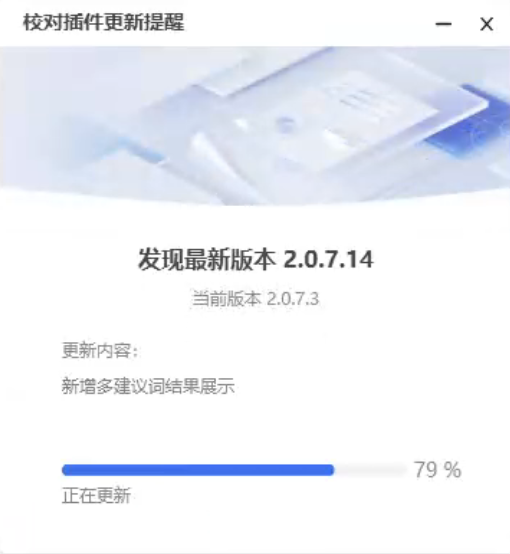 校对插件更新提醒
发现最新版本 2.0.7.14
当前版本 2.0.7.3
更新内容：
新增多建议词结果展示
79 %
正在更新